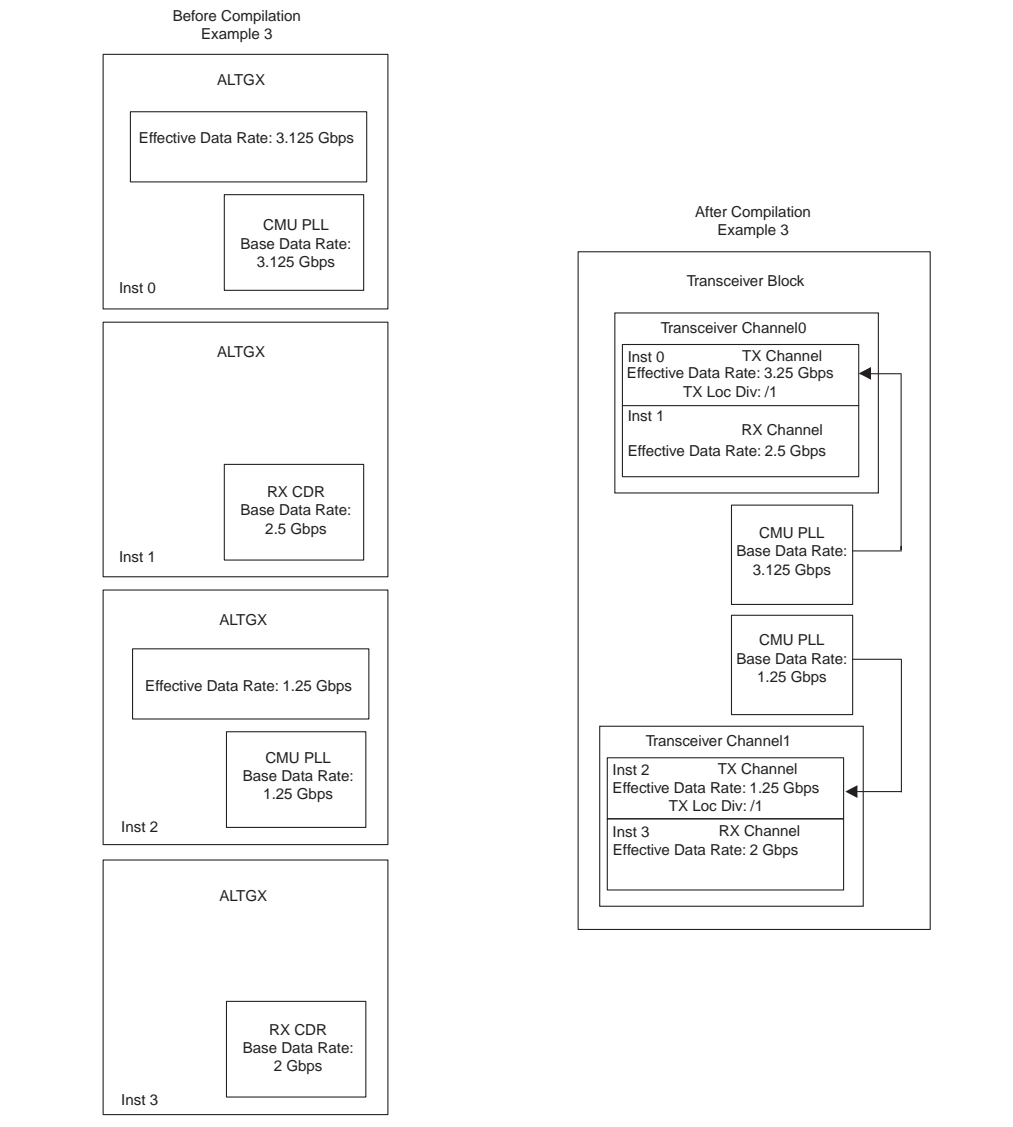 Before Compilation
Example 3
ALTGX
Effective Data Rate: 3.125 Gbps
CMU PLL
Base Data Rate:
3.125 Gbps
Inst 0
ALTGX
RX CDR
Base Data Rate:
2.5 Gbps
Inst 1
ALTGX
Effective Data Rate: 1.25 Gbps
CMU PLL
Base Data Rate:
1.25 Gbps
Inst 2
ALTGX
RX CDR
Base Data Rate:
2 Gbps
Inst 3
After Compilation
Example 3
Transceiver Block
Transceiver Channel0
Inst 0 TX Channel
Effective Data Rate: 3.25 Gbps
TX Loc Div: /1
Inst 1
RX Channel
Effective Data Rate: 2.5 Gbps
CMU PLL
Base Data Rate:
3.125 Gbps
CMU PLL
Base Data Rate:
1.25 Gbps
Transceiver Channel1
Inst 2 TX Channel
Effective Data Rate: 1.25 Gbps
TX Loc Div: /1
Inst 3 RX Channel
Effective Data Rate: 2 Gbps